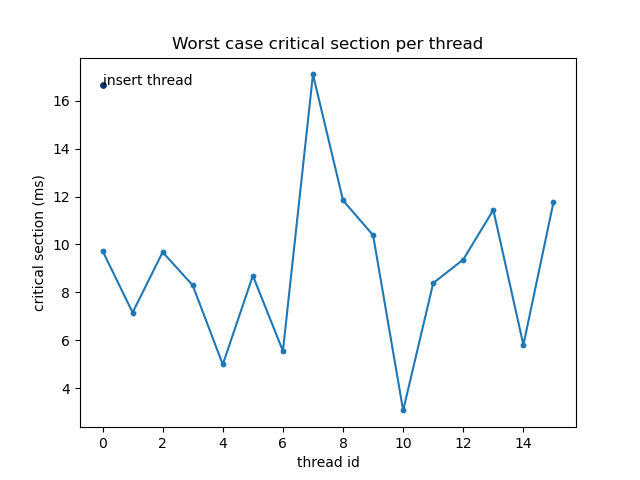 Worst case critical section per thread
insert thread
critical section (ms)
16
14
12
10
8
6
4
0 2 4 6 8 10 12 14
thread id